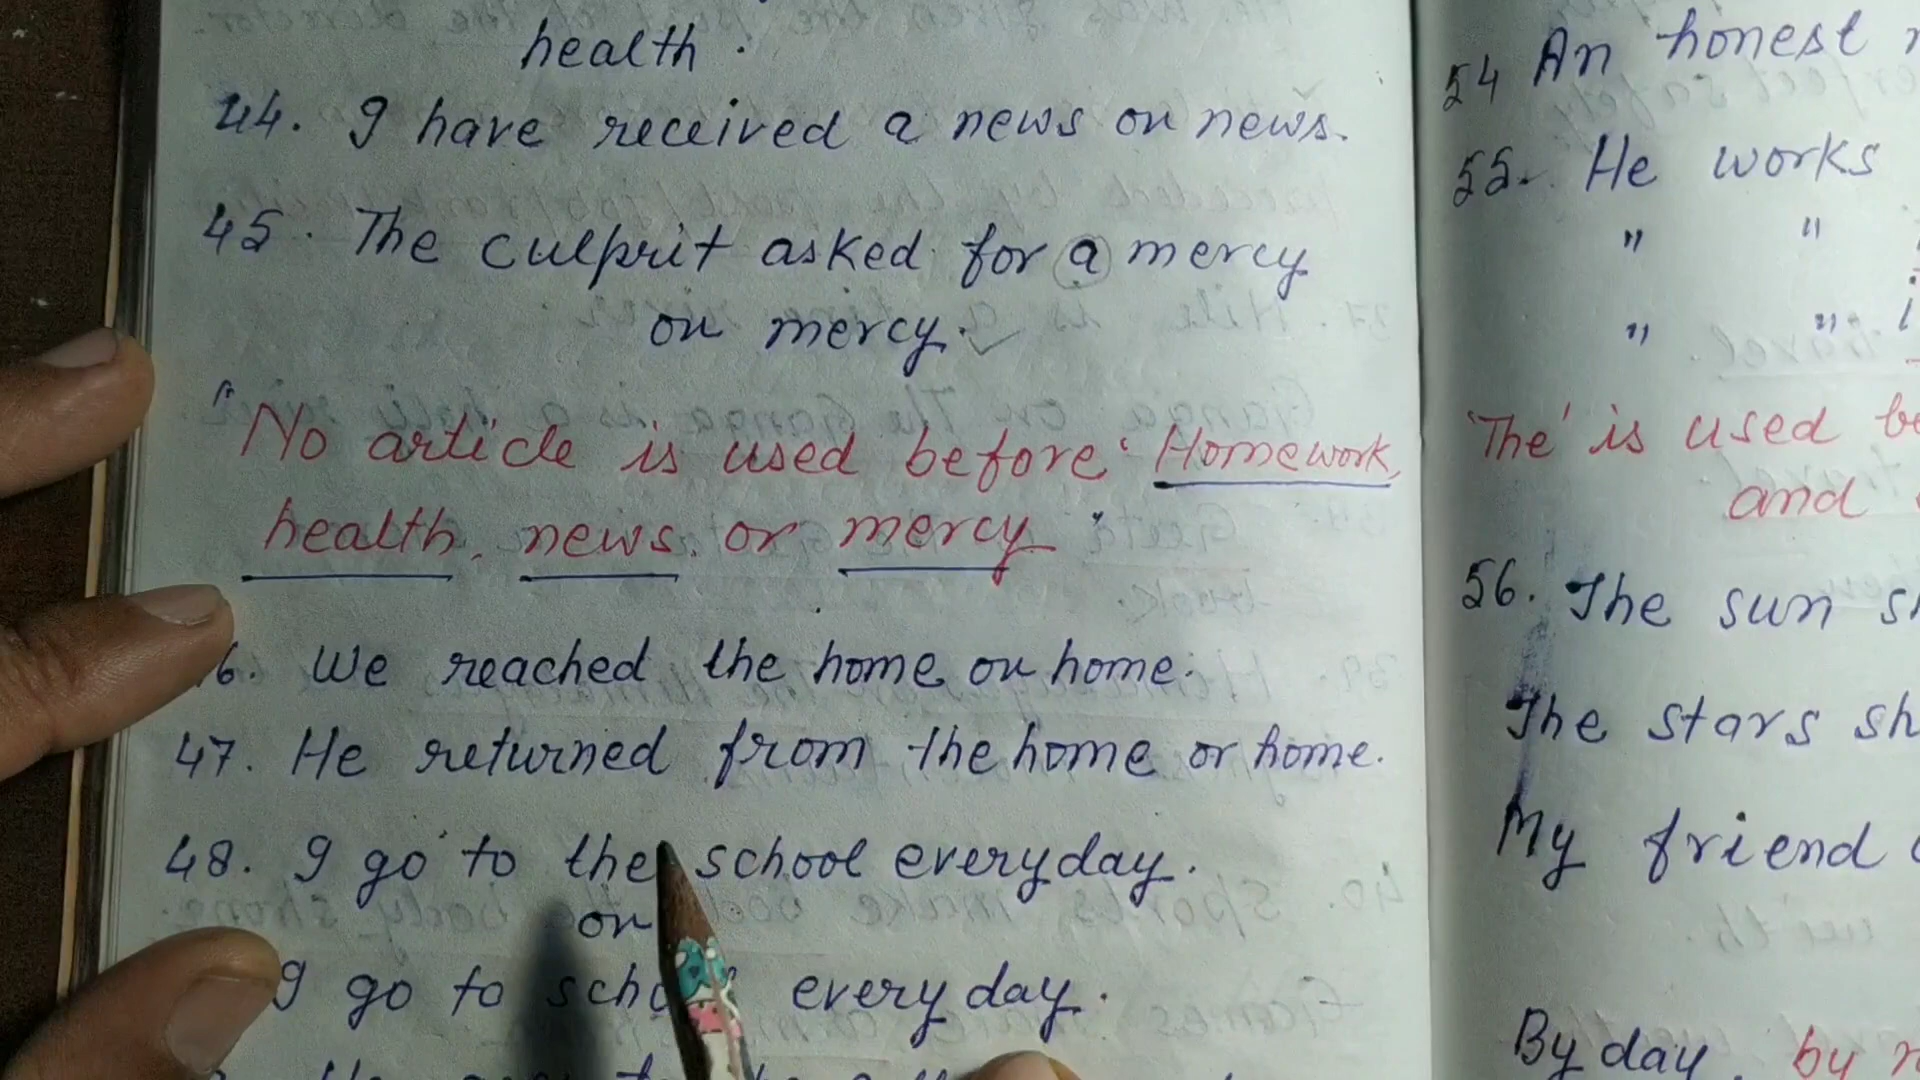 health.
44. I have received a news or news.
45. The culprit asked for a mercy
or mercy.
"No article is used before 'Homework,
health, news, or mercy"
6. We reached the home or home.
47. He returned from the home or home.
48. I go to the school everyday.
or
I go to school every day.
54 An honest
55. He works
" "
" "
'The' is used be
and
56. The sun sh
The stars sh
My friend
By day, by n